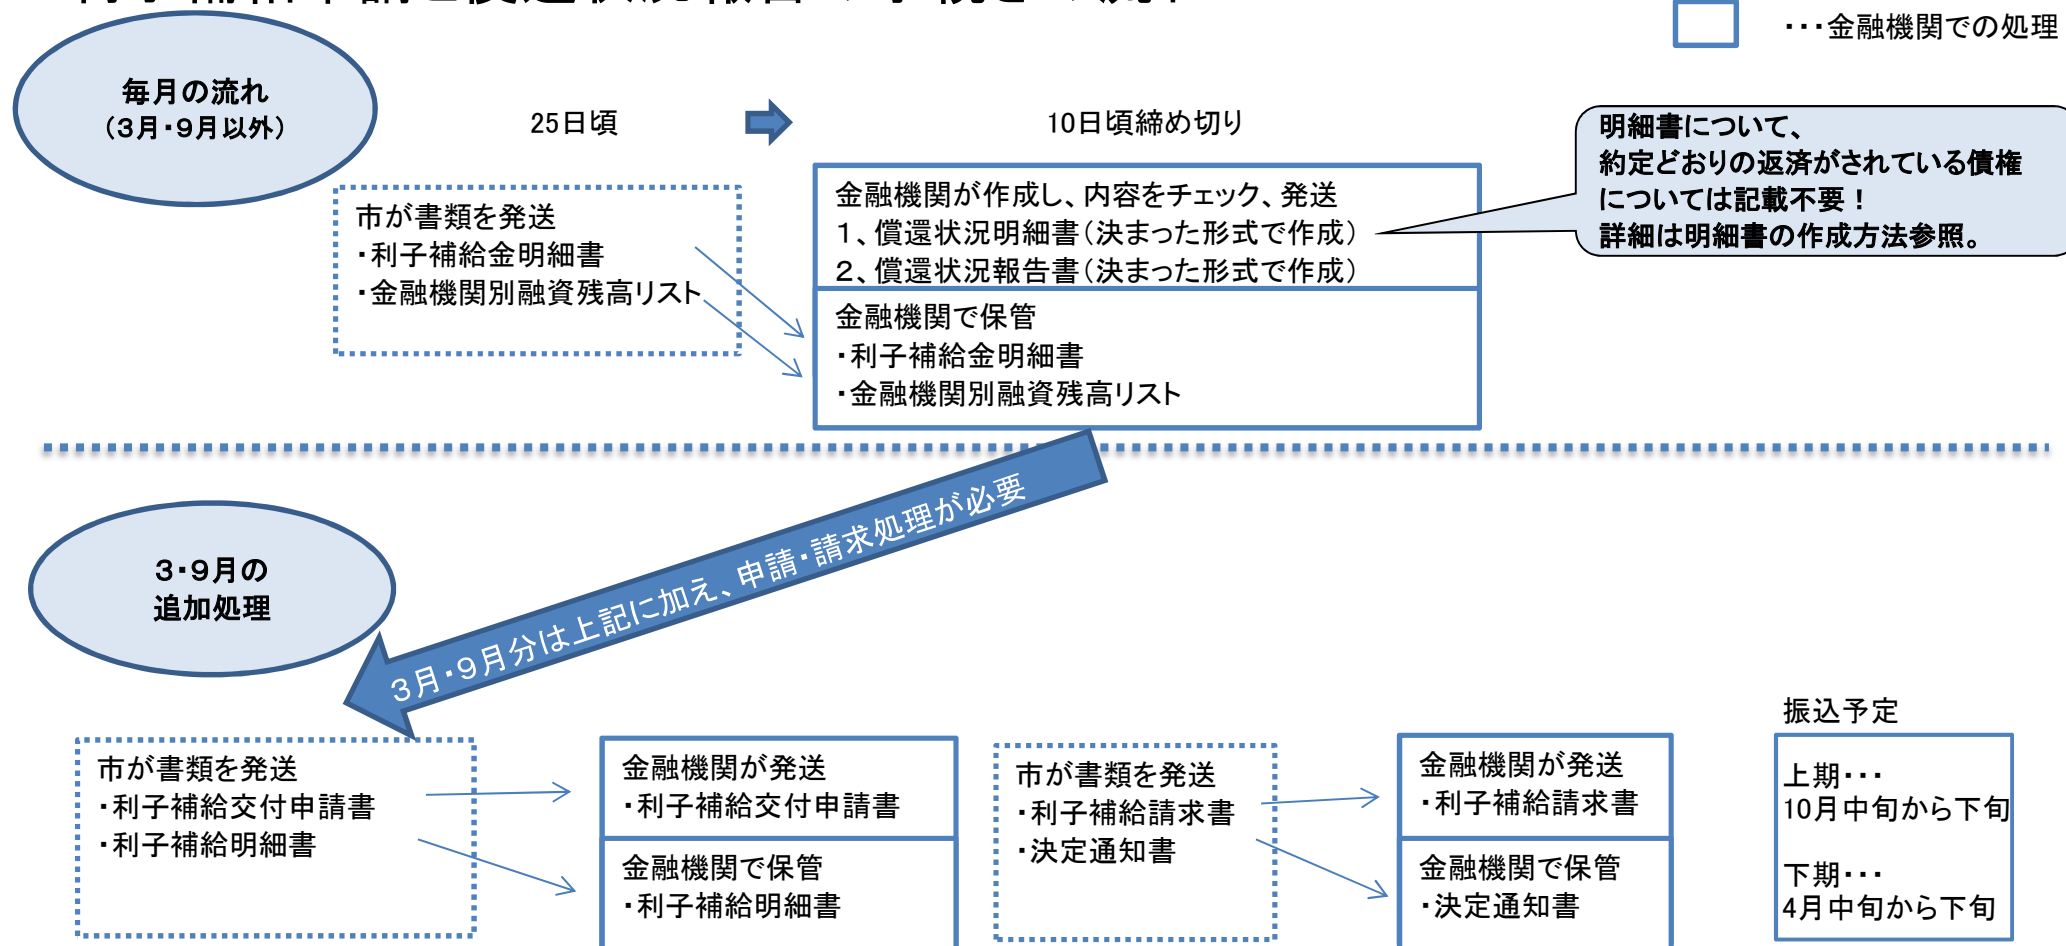 ・・・金融機関での処理
毎月の流れ
（３月・９月以外）
25日頃
10日頃締め切り
明細書について、
約定どおりの返済がされている債権
については記載不要！
詳細は明細書の作成方法参照。
市が書類を発送
・利子補給金明細書
・金融機関別融資残高リスト
金融機関が作成し、内容をチェック、発送
１、償還状況明細書（決まった形式で作成）
２、償還状況報告書（決まった形式で作成）
金融機関で保管
・利子補給金明細書
・金融機関別融資残高リスト
３月・９月分は上記に加え、申請・請求処理が必要
３・９月の
追加処理
市が書類を発送
・利子補給交付申請書
・利子補給明細書
金融機関が発送
・利子補給交付申請書
金融機関で保管
・利子補給明細書
市が書類を発送
・利子補給請求書
・決定通知書
金融機関が発送
・利子補給請求書
金融機関で保管
・決定通知書
振込予定
上期・・・
10月中旬から下旬
下期・・・
4月中旬から下旬